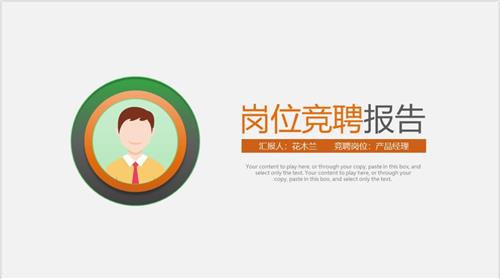 岗位竞聘报告
汇报人：花木兰 竞聘岗位：产品经理
Your content to play here, or through your copy, paste in this box, and
select only the text. Your content to play here, or through your
copy, paste in this box, and select only the text.